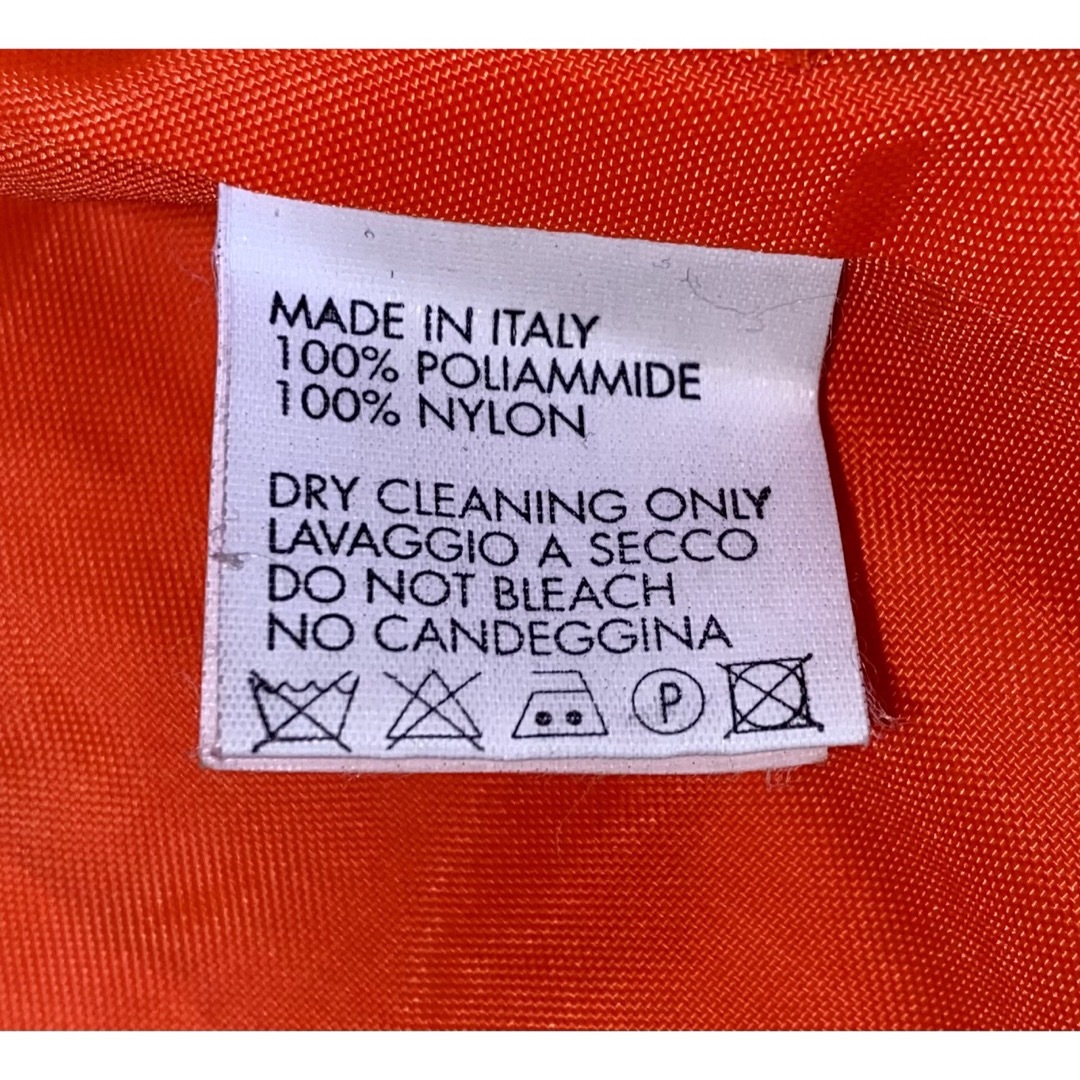 MADE IN ITALY
100% POLIAMMIDE
100% NYLON
DRY CLEANING ONLY
LAVAGGIO A SECCO
DO NOT BLEACH
NO CANDEGGINA
P